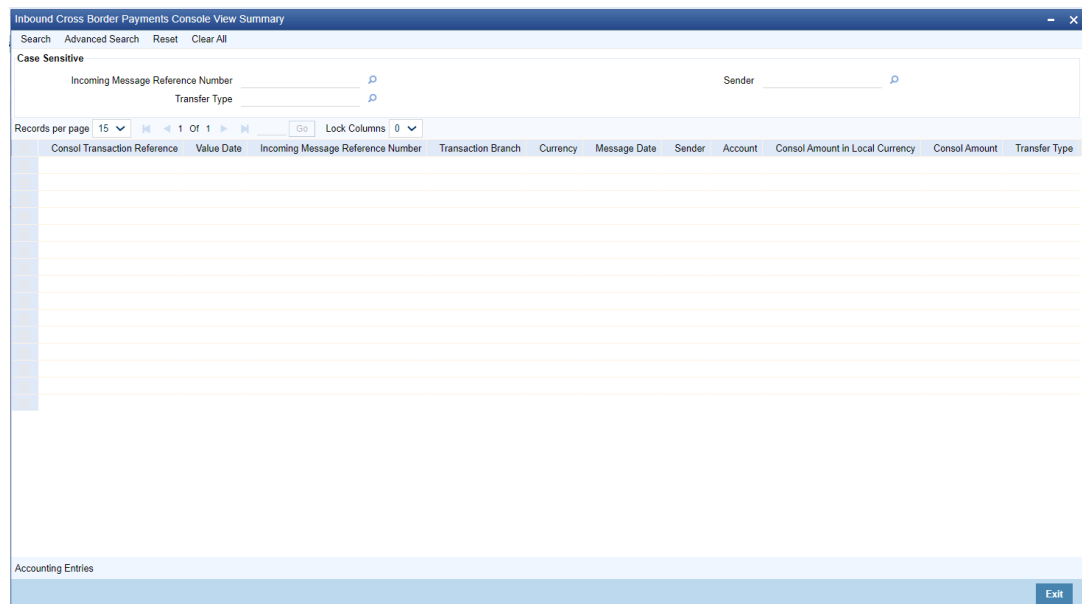 Inbound Cross Border Payments Console View Summary
Search Advanced Search Reset Clear All
Case Sensitive
Incoming Message Reference Number Sender
Transfer Type
Records per page 15 1 Of 1 Go Lock Columns 0
Consol Transaction Reference Value Date Incoming Message Reference Number Transaction Branch Currency Message Date Sender Account Consol Amount in Local Currency Consol Amount Transfer Type
Accounting Entries
Exit